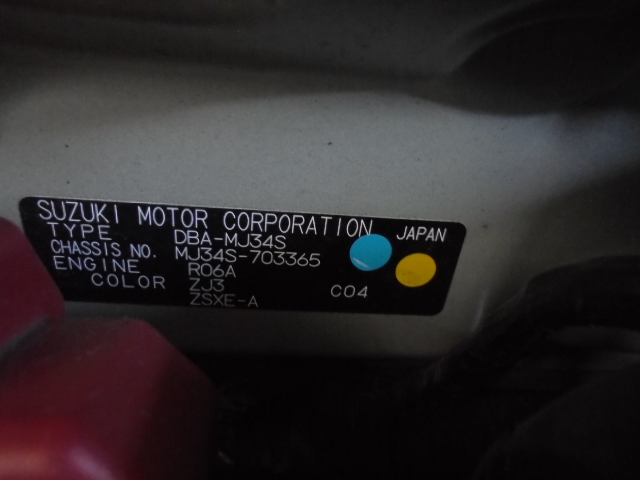 SUZUKI MOTOR CORPORATION JAPAN
TYPE DBA-MJ34S
CHASSIS NO. MJ34S-703365
ENGINE R06A
COLOR ZJ3 C04
ZSXE-A